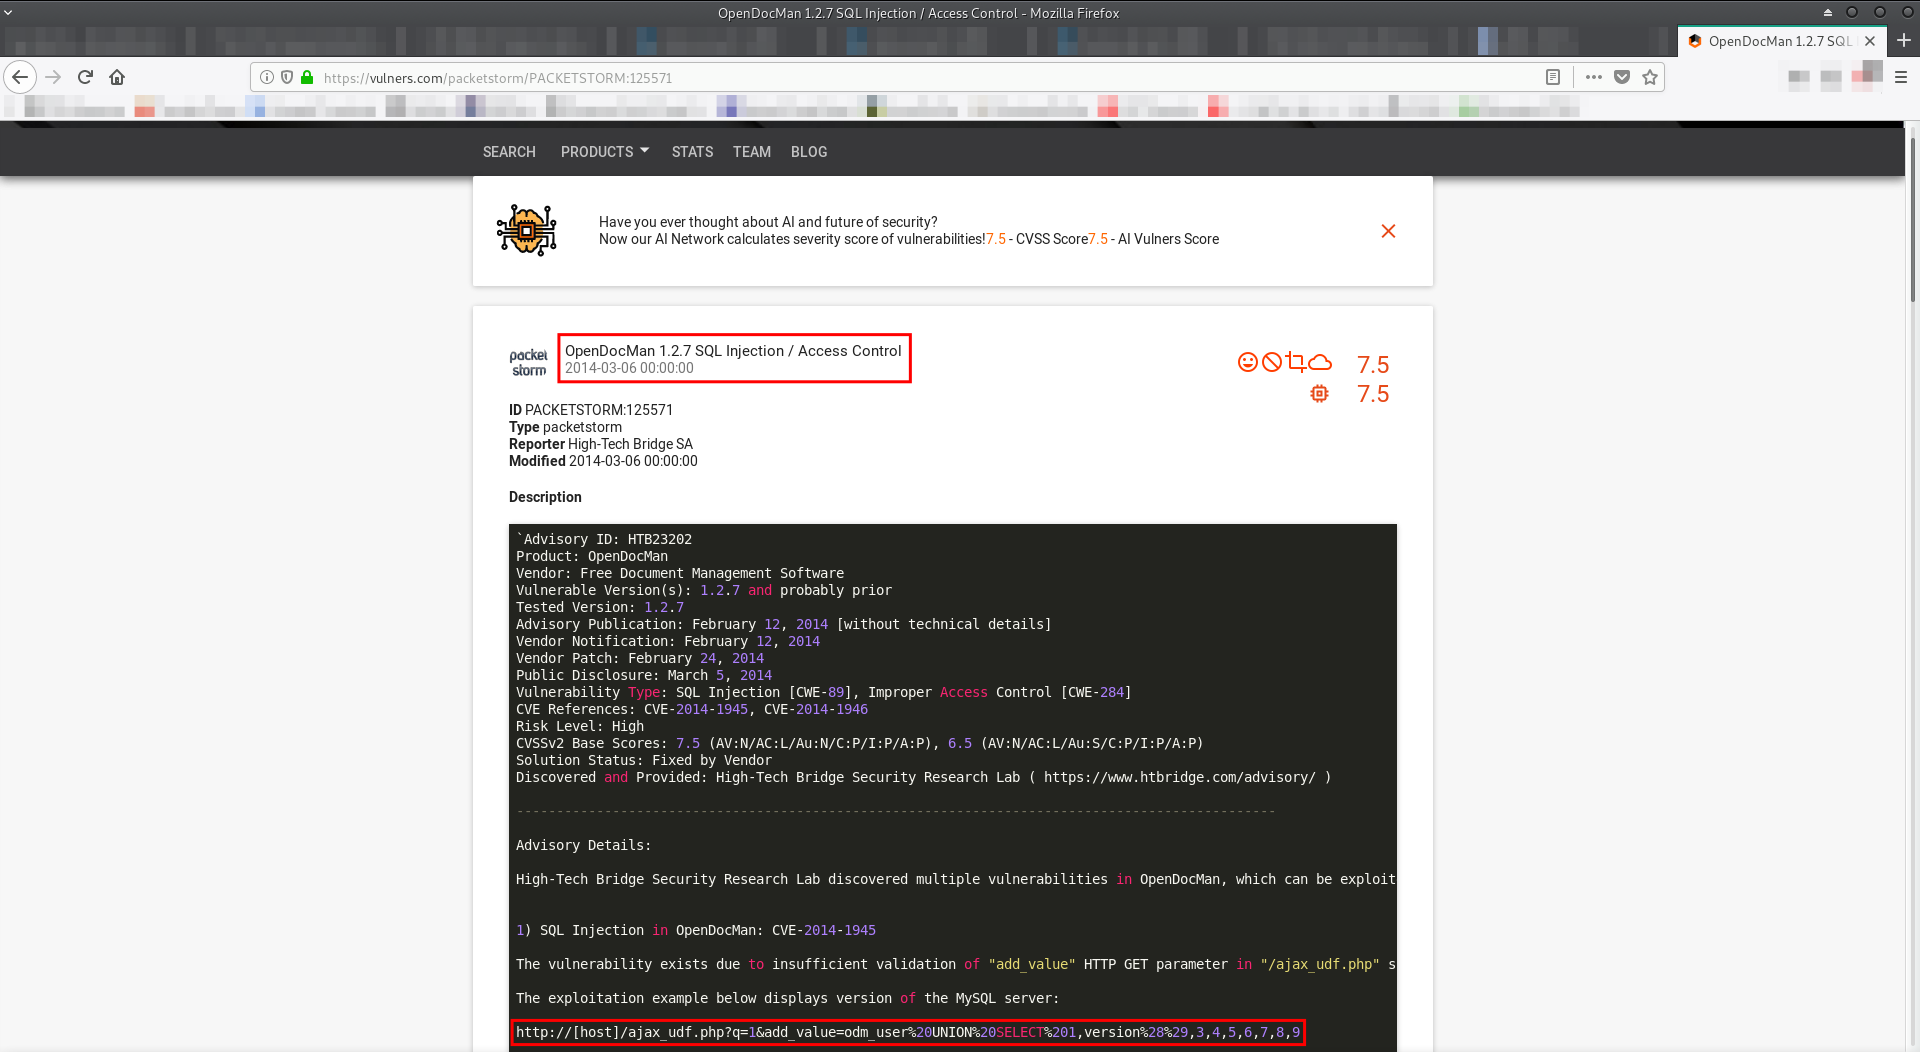 OpenDocMan 1.2.7 SQL Injection / Access Control - Mozilla Firefox
OpenDocMan 1.2.7 SQL
https://vulners.com/packetstorm/PACKETSTORM:125571
SEARCH PRODUCTS STATS TEAM BLOG
Have you ever thought about AI and future of security?
Now our AI Network calculates severity score of vulnerabilities!7.5 - CVSS Score7.5 - AI Vulners Score
packet
storm
OpenDocMan 1.2.7 SQL Injection / Access Control
2014-03-06 00:00:00
7.5
7.5
ID PACKETSTORM:125571
Type packetstorm
Reporter High-Tech Bridge SA
Modified 2014-03-06 00:00:00
Description
`Advisory ID: HTB23202
Product: OpenDocMan
Vendor: Free Document Management Software
Vulnerable Version(s): 1.2.7 and probably prior
Tested Version: 1.2.7
Advisory Publication: February 12, 2014 [without technical details]
Vendor Notification: February 12, 2014
Vendor Patch: February 24, 2014
Public Disclosure: March 5, 2014
Vulnerability Type: SQL Injection [CWE-89], Improper Access Control [CWE-284]
CVE References: CVE-2014-1945, CVE-2014-1946
Risk Level: High
CVSSv2 Base Scores: 7.5 (AV:N/AC:L/Au:N/C:P/I:P/A:P), 6.5 (AV:N/AC:L/Au:S/C:P/I:P/A:P)
Solution Status: Fixed by Vendor
Discovered and Provided: High-Tech Bridge Security Research Lab ( https://www.htbridge.com/advisory/ )
-----------------------------------------------------------------------------------------------
Advisory Details:
High-Tech Bridge Security Research Lab discovered multiple vulnerabilities in OpenDocMan, which can be exploit
1) SQL Injection in OpenDocMan: CVE-2014-1945
The vulnerability exists due to insufficient validation of "add_value" HTTP GET parameter in "/ajax_udf.php" s
The exploitation example below displays version of the MySQL server:
http://[host]/ajax_udf.php?q=1&add_value=odm_user%20UNION%20SELECT%201,version%28%29,3,4,5,6,7,8,9